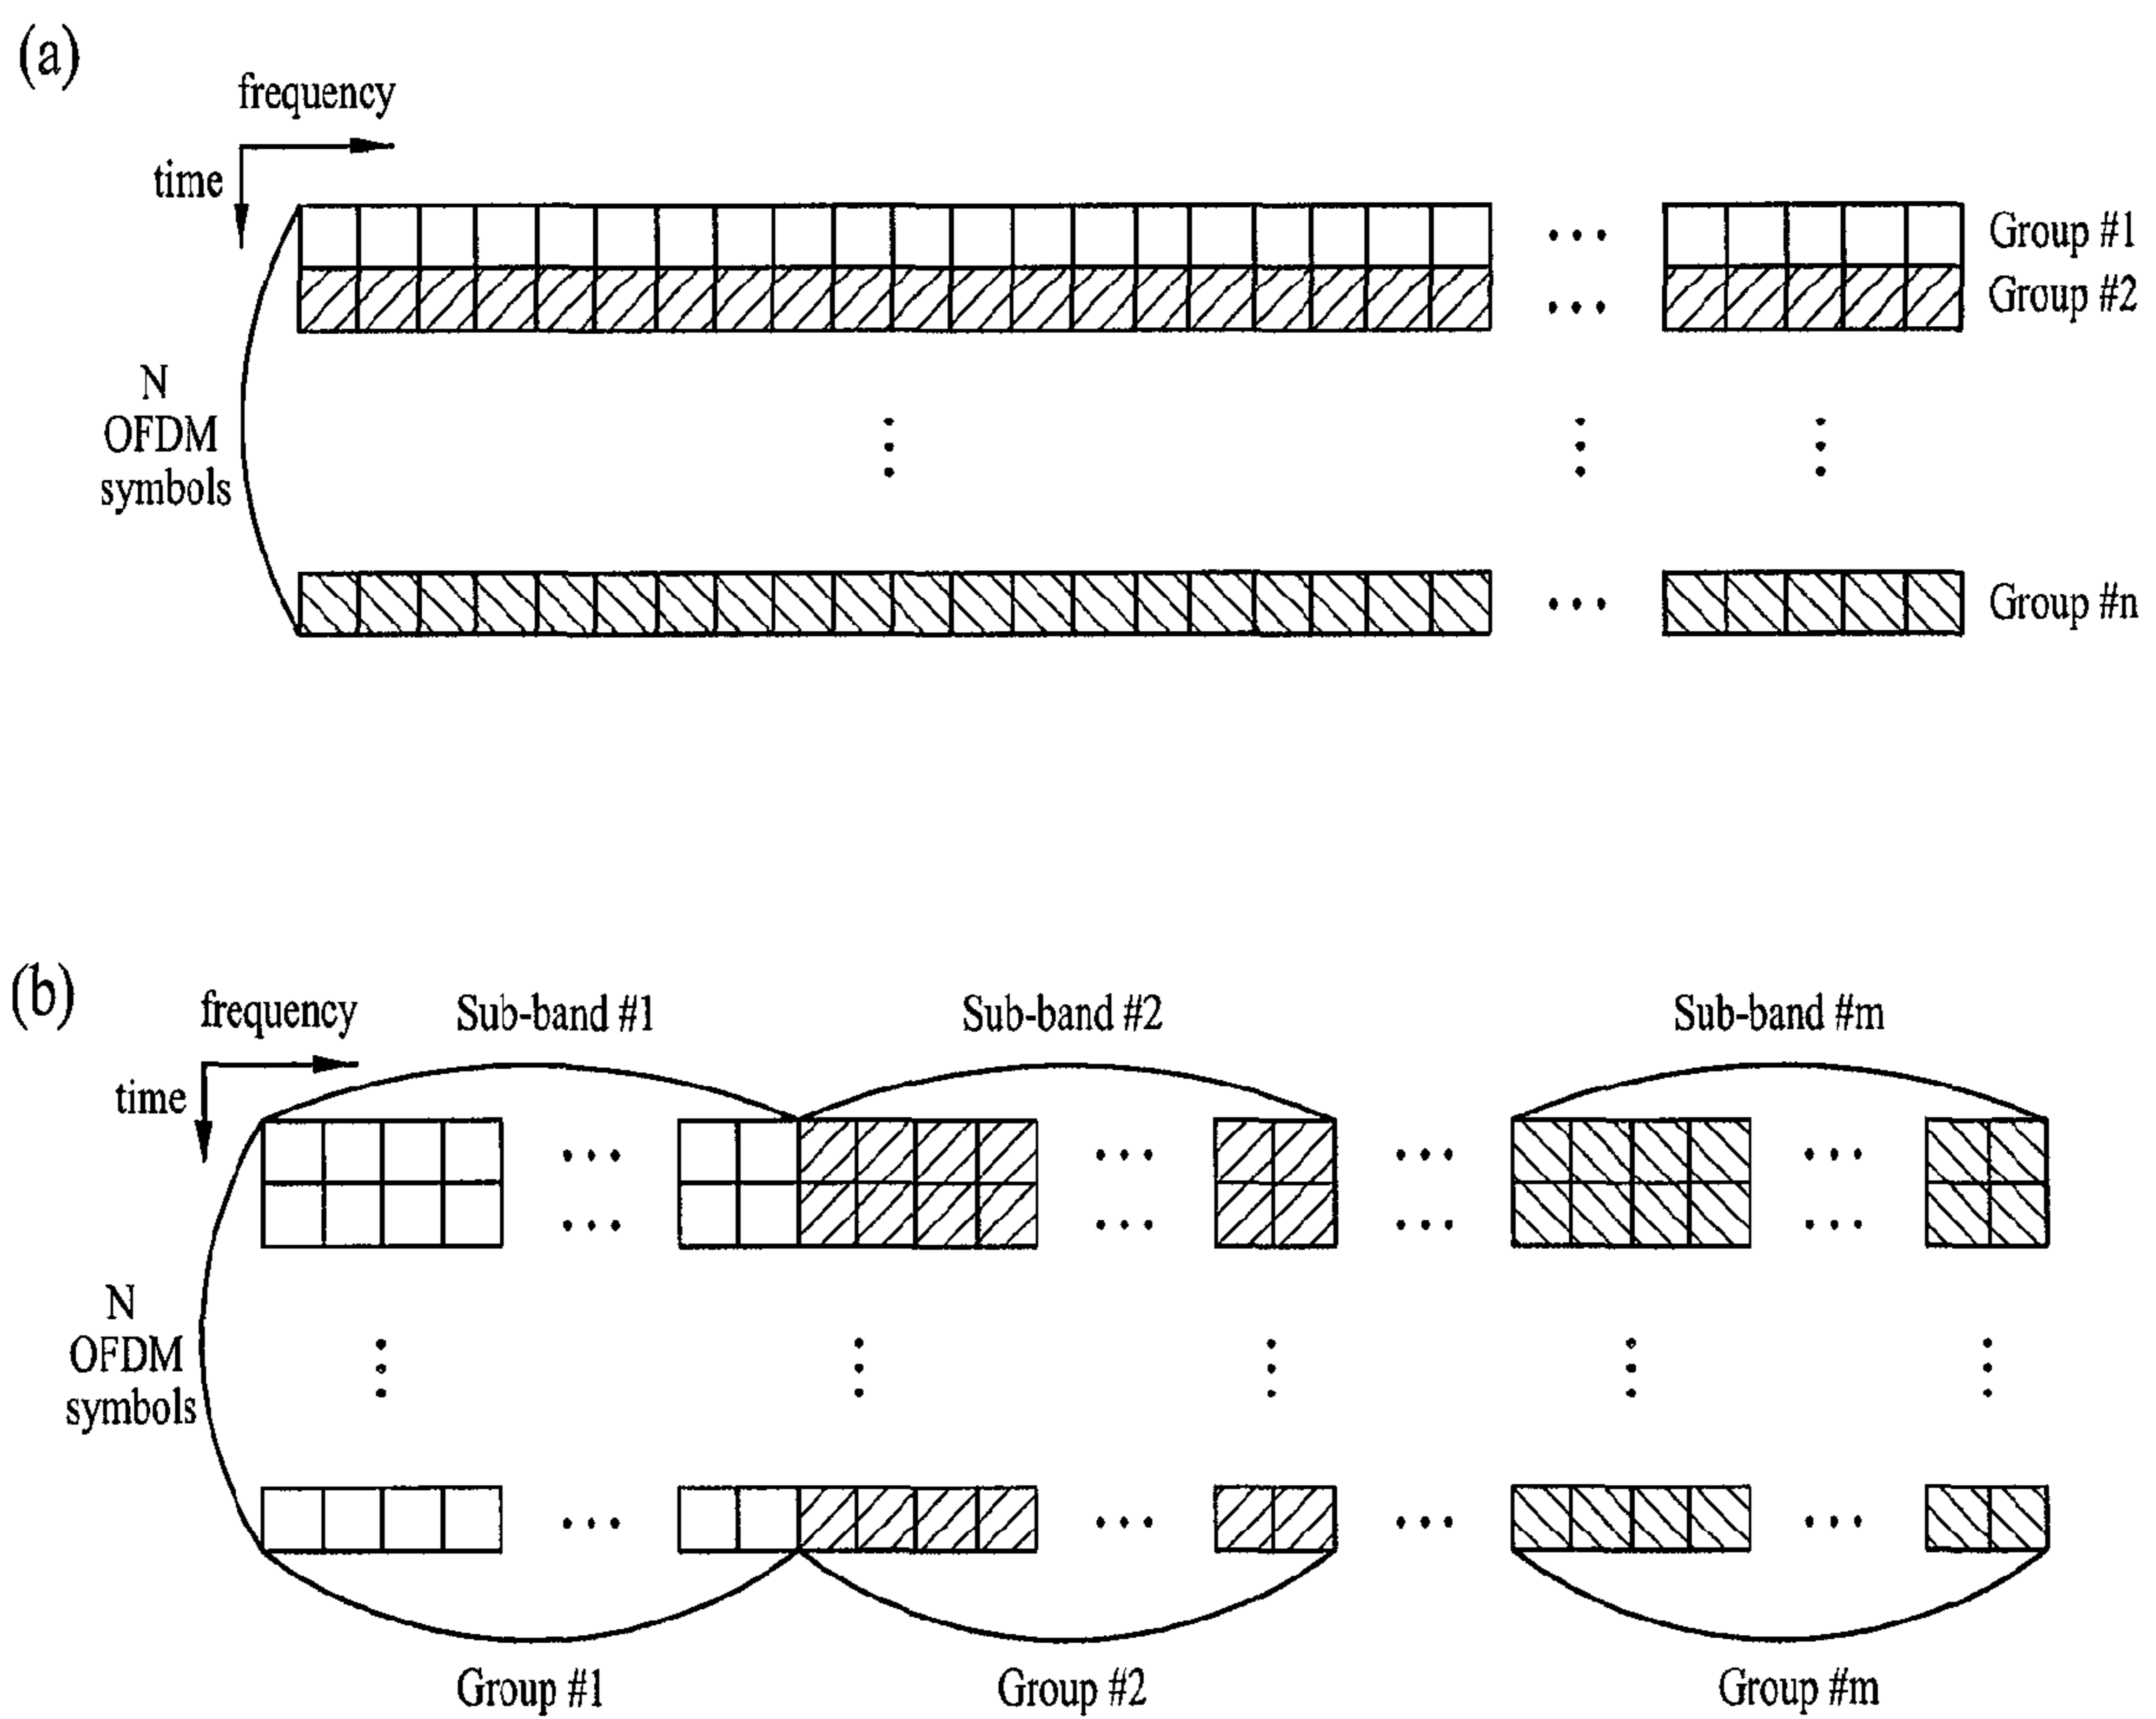 (a)
frequency
time
Group #1
Group #2
N
OFDM
symbols
Group #n
(b)
frequency
Sub-band #1
Sub-band #2
Sub-band #m
time
N
OFDM
symbols
Group #1
Group #2
Group #m